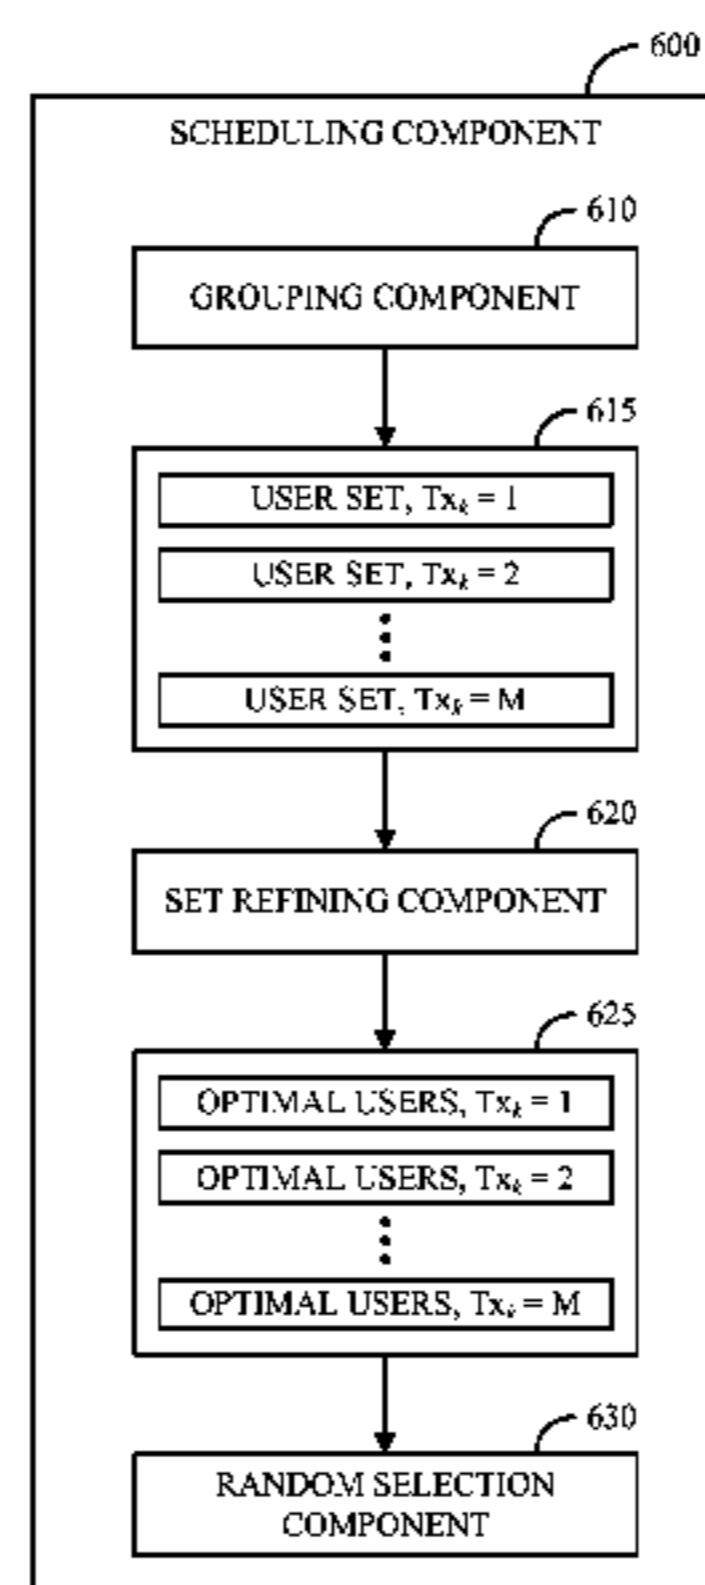 600
SCHEDULING COMPONENT
610
GROUPING COMPONENT
615
USER SET, Txₖ = 1
USER SET, Txₖ = 2
USER SET, Txₖ = M
620
SET REFINING COMPONENT
625
OPTIMAL USERS, Txₖ = 1
OPTIMAL USERS, Txₖ = 2
OPTIMAL USERS, Txₖ = M
630
RANDOM SELECTION
COMPONENT